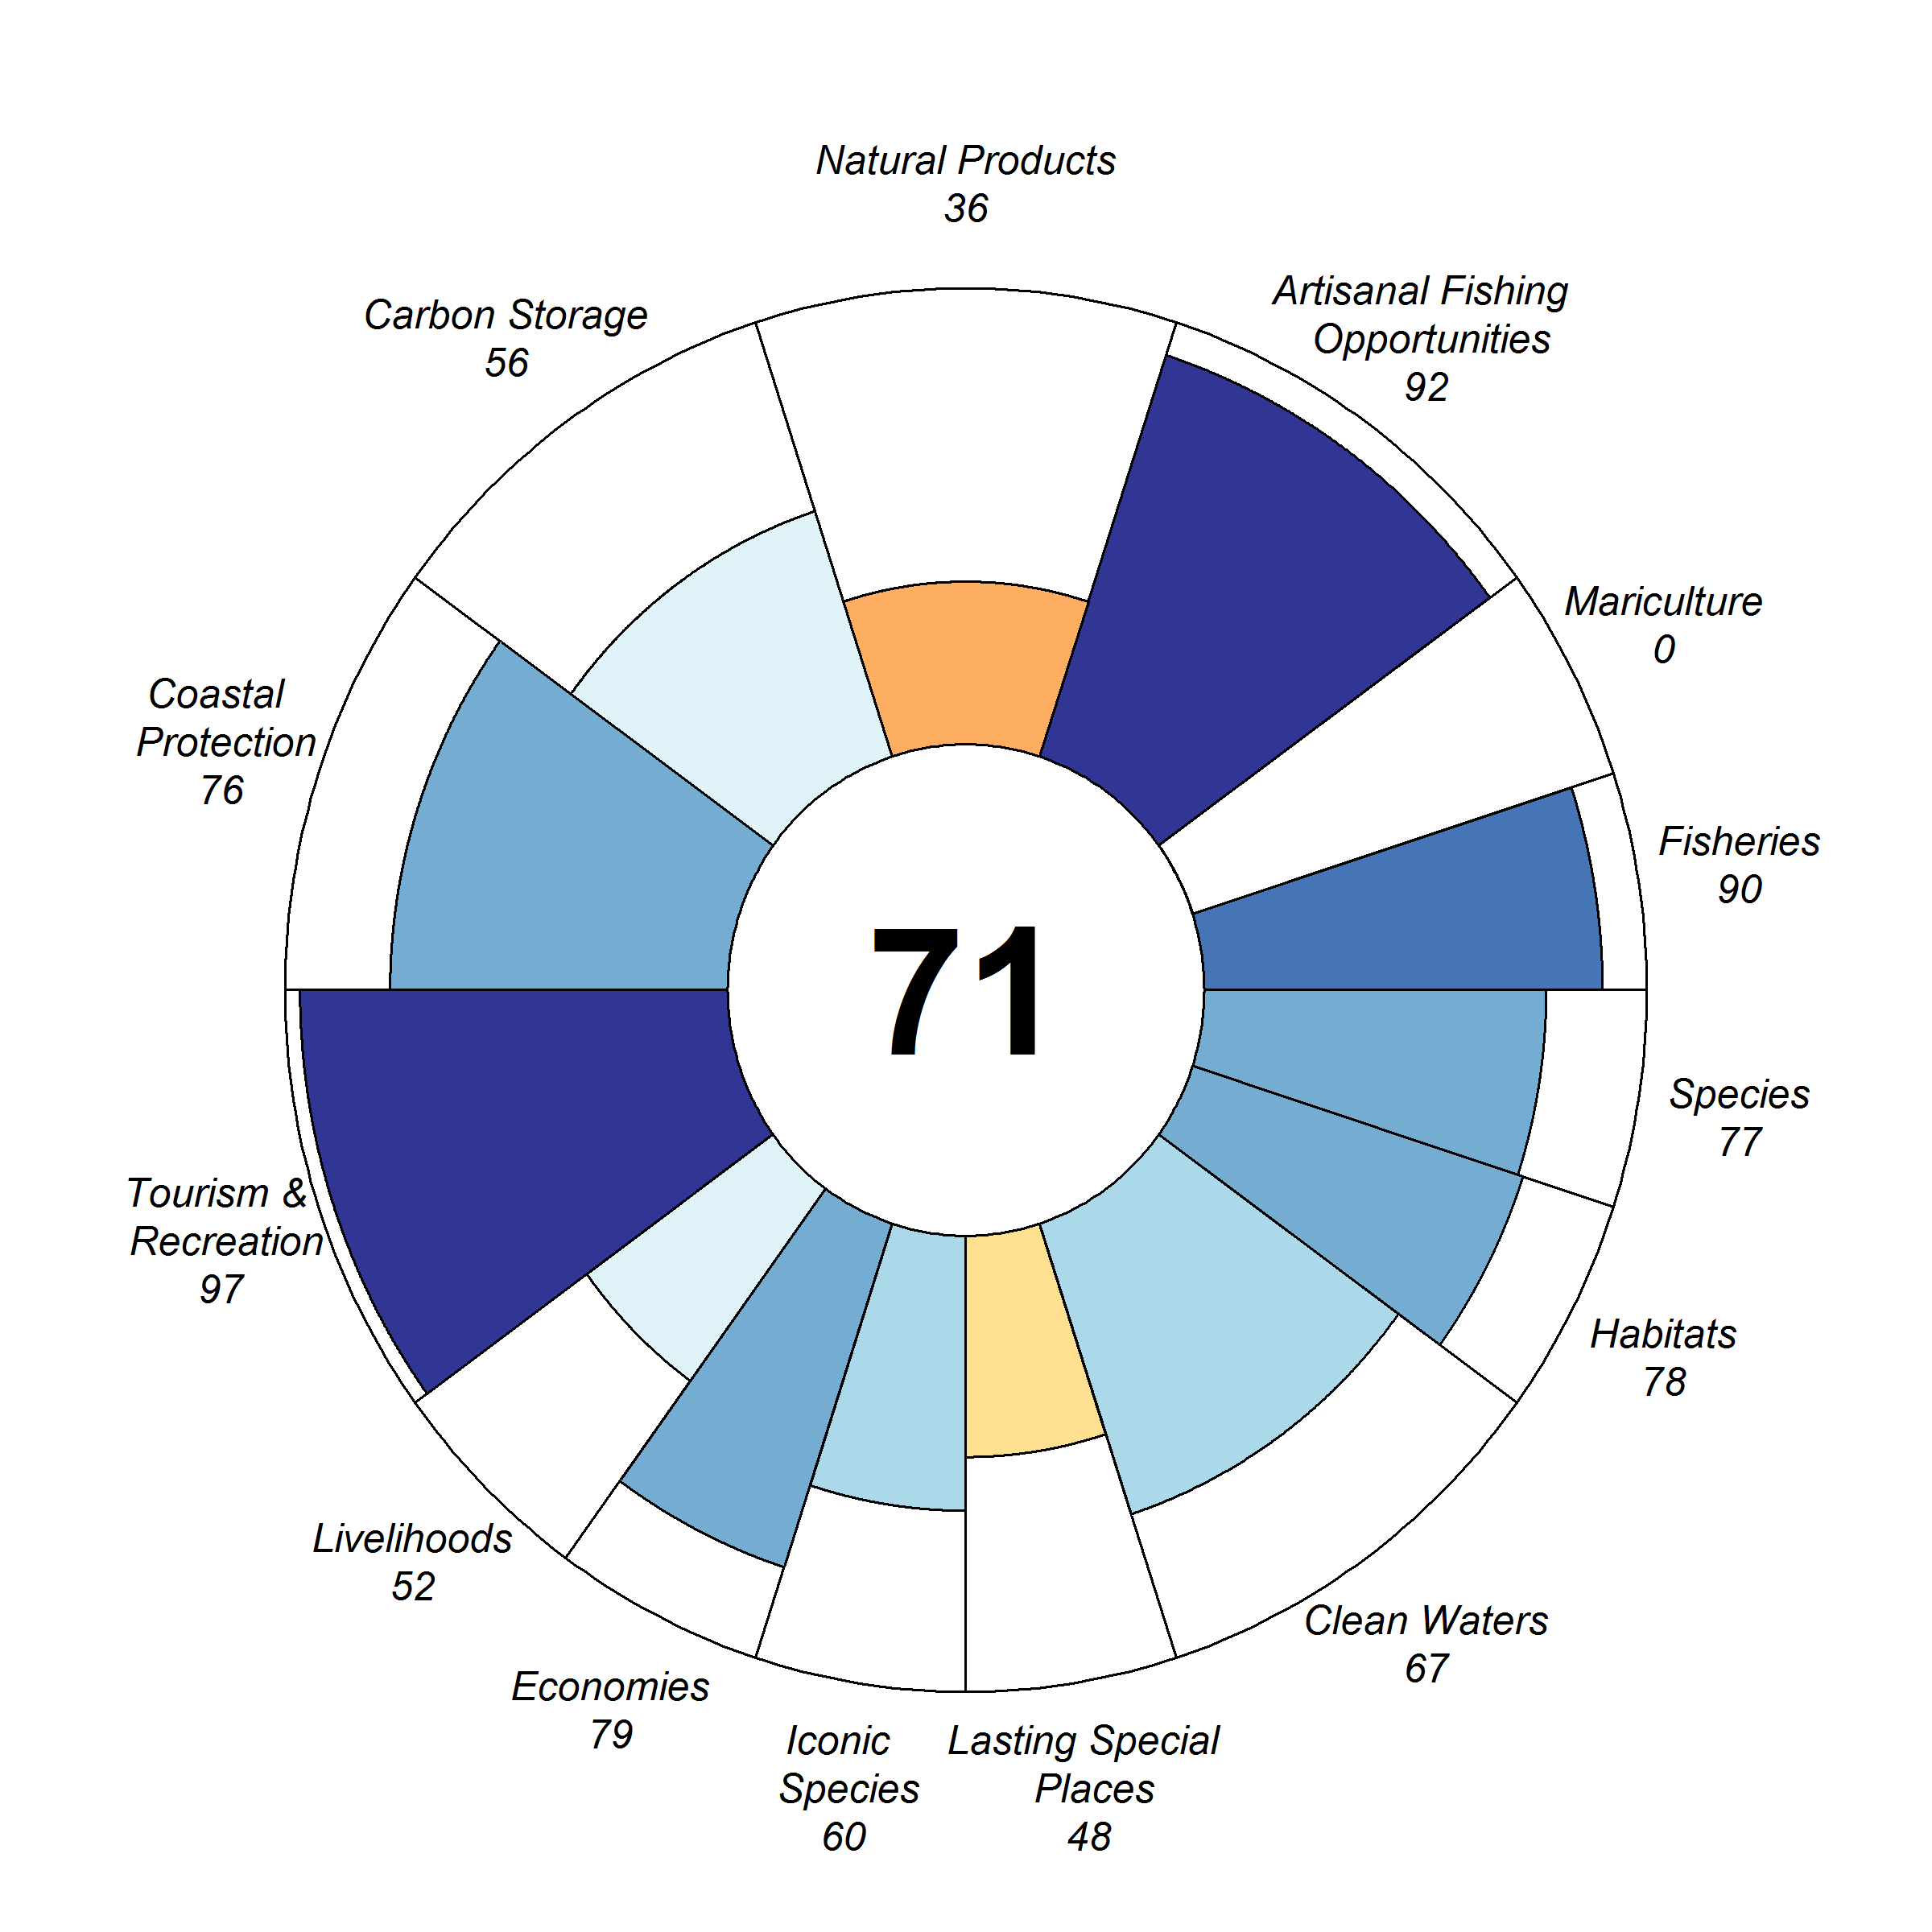 Natural Products
36
Artisanal Fishing
Opportunities
92
Mariculture
0
Fisheries
90
Species
77
Habitats
78
Clean Waters
67
Lasting Special
Places
48
Iconic
Species
60
Economies
79
Livelihoods
52
Tourism &
Recreation
97
Coastal
Protection
76
Carbon Storage
56
71